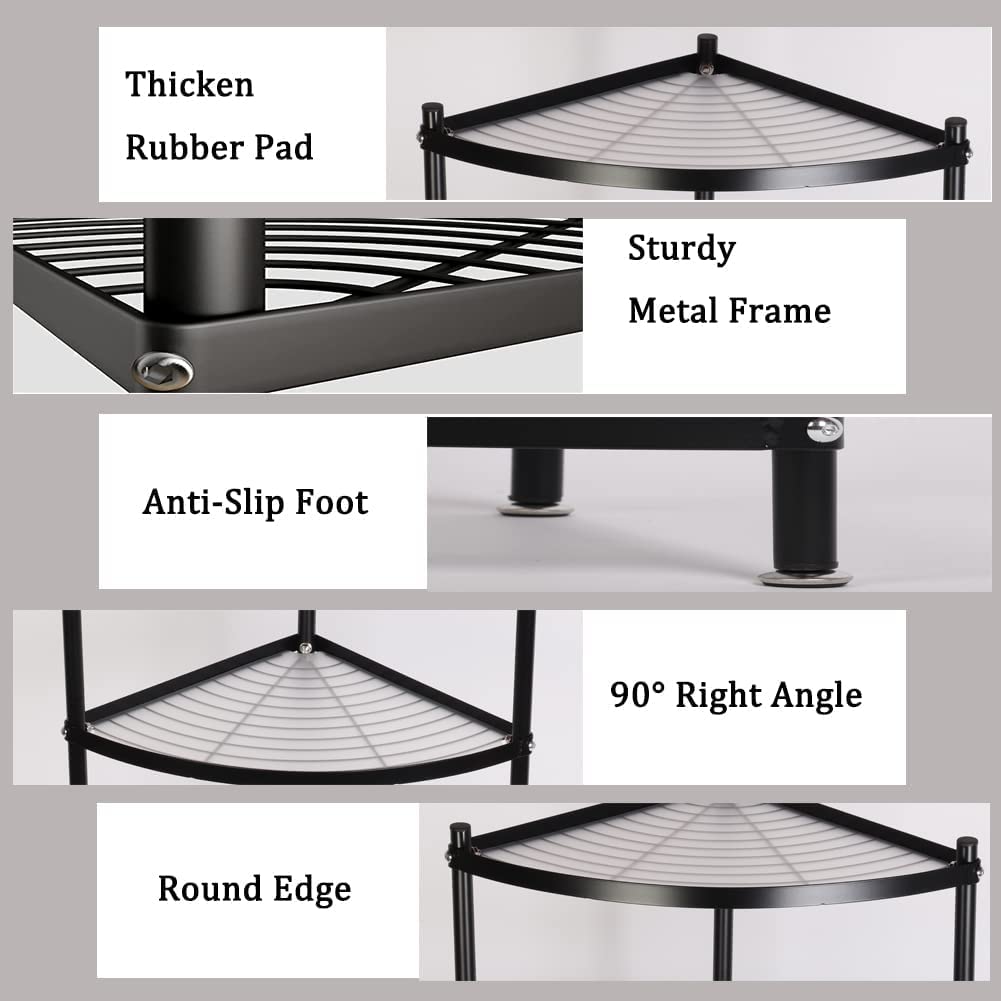 Thicken
Rubber Pad
Sturdy
Metal Frame
Anti-Slip Foot
90° Right Angle
Round Edge